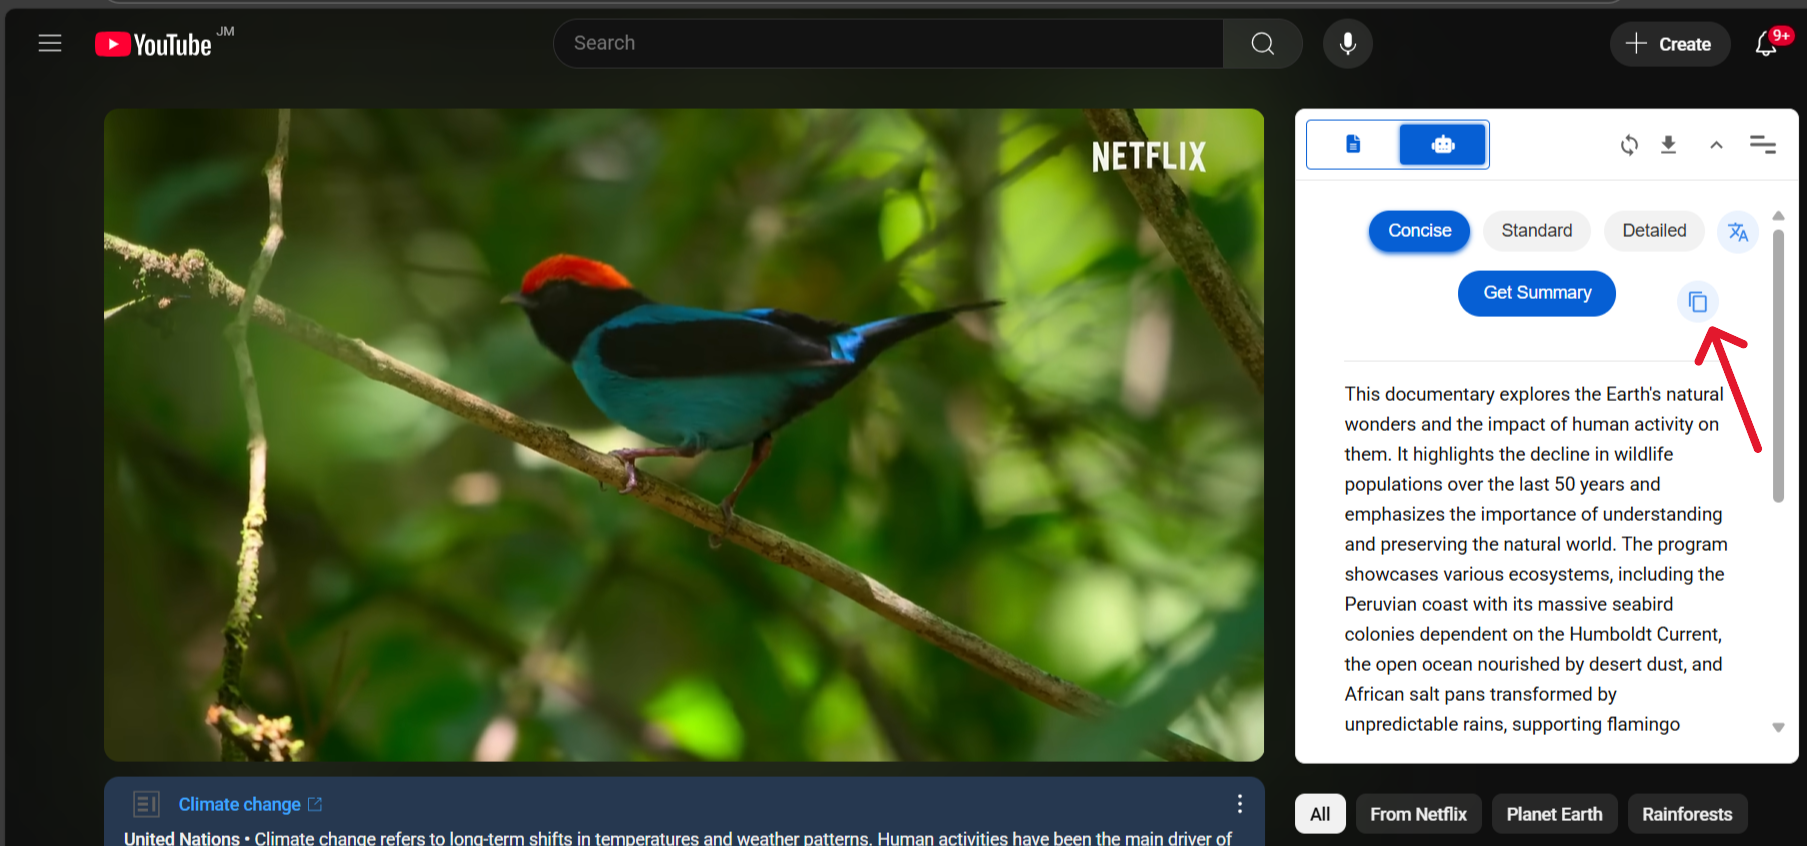 YouTube JM
Search
Create
9+
NETFLIX
Concise
Standard
Detailed
Get Summary
This documentary explores the Earth's natural
wonders and the impact of human activity on
them. It highlights the decline in wildlife
populations over the last 50 years and
emphasizes the importance of understanding
and preserving the natural world. The program
showcases various ecosystems, including the
Peruvian coast with its massive seabird
colonies dependent on the Humboldt Current,
the open ocean nourished by desert dust, and
African salt pans transformed by
unpredictable rains, supporting flamingo
Climate change
United Nations • Climate change refers to long-term shifts in temperatures and weather patterns. Human activities have been the main driver of
All
From Netflix
Planet Earth
Rainforests